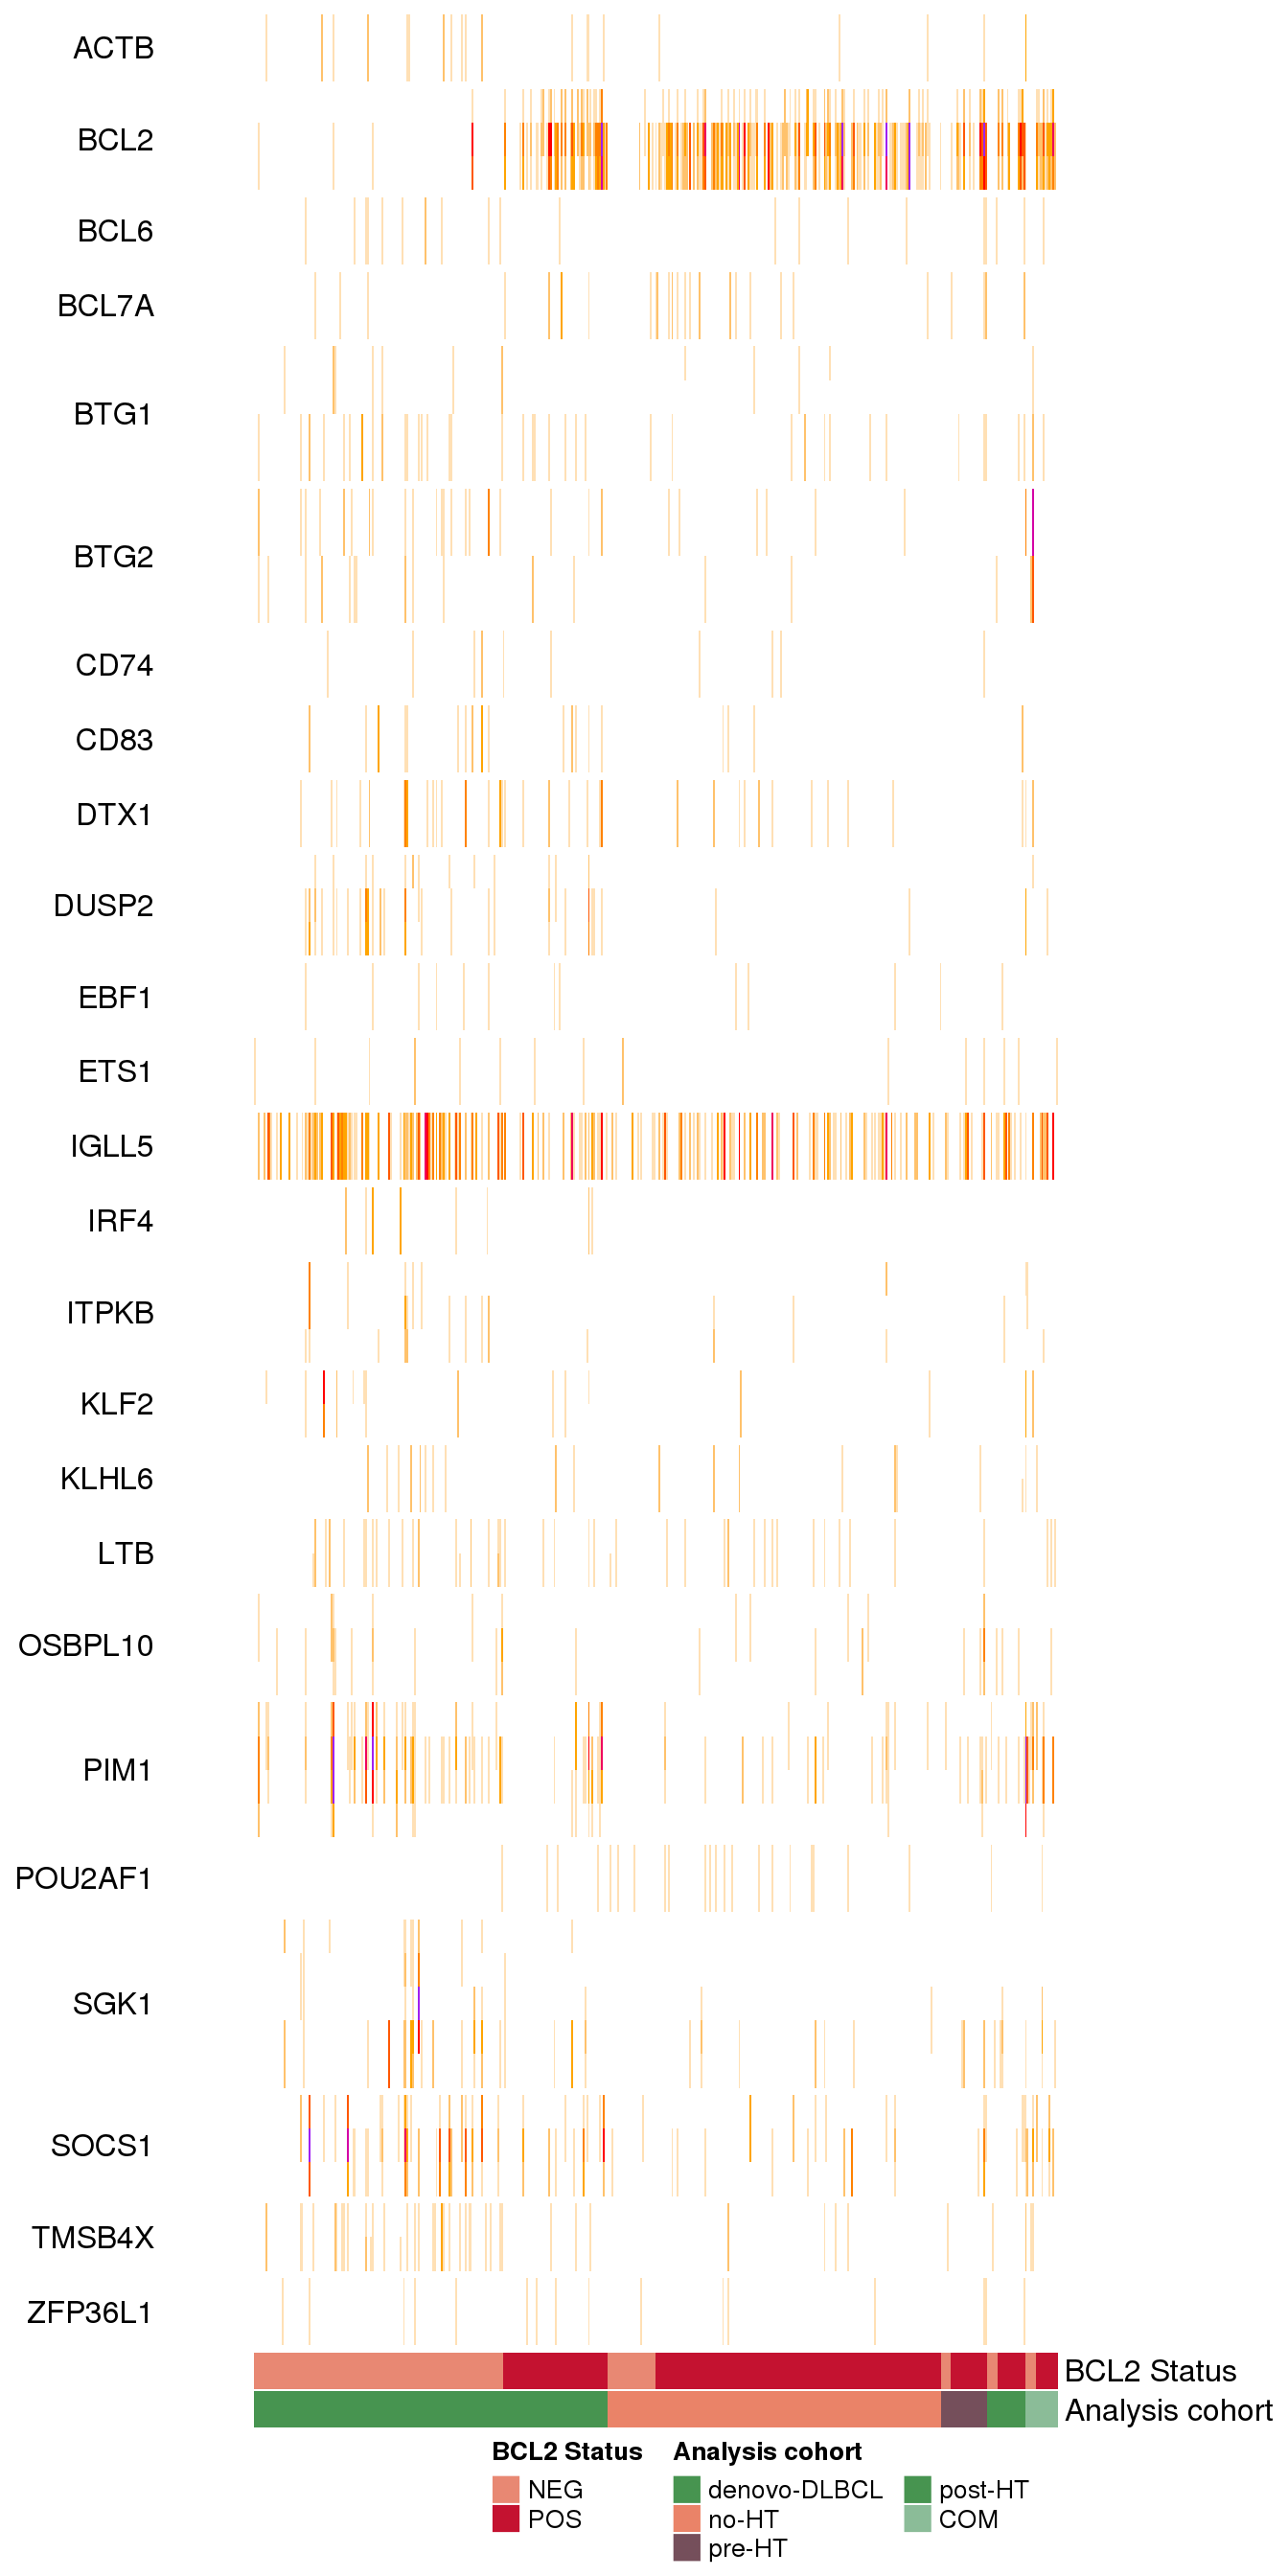 ACTB
BCL2
BCL6
BCL7A
BTG1
BTG2
CD74
CD83
DTX1
DUSP2
EBF1
ETS1
IGLL5
IRF4
ITPKB
KLF2
KLHL6
LTB
OSBPL10
PIM1
POU2AF1
SGK1
SOCS1
TMSB4X
ZFP36L1
BCL2 Status
Analysis cohort
BCL2 Status
NEG
POS
Analysis cohort
denovo-DLBCL
no-HT
pre-HT
post-HT
COM